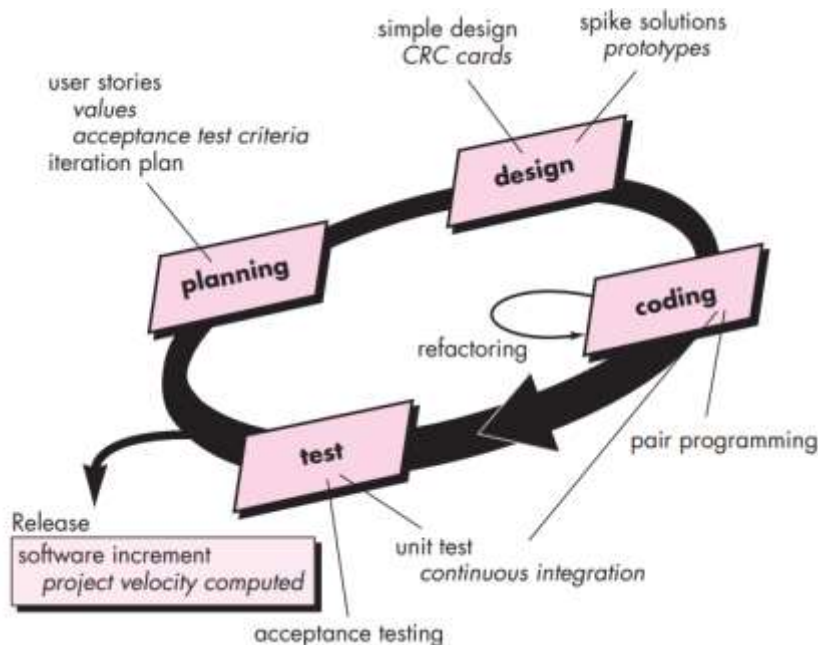 simple design
CRC cards
spike solutions
prototypes
user stories
values
acceptance test criteria
iteration plan
design
planning
coding
refactoring
pair programming
test
Release
software increment
project velocity computed
unit test
continuous integration
acceptance testing